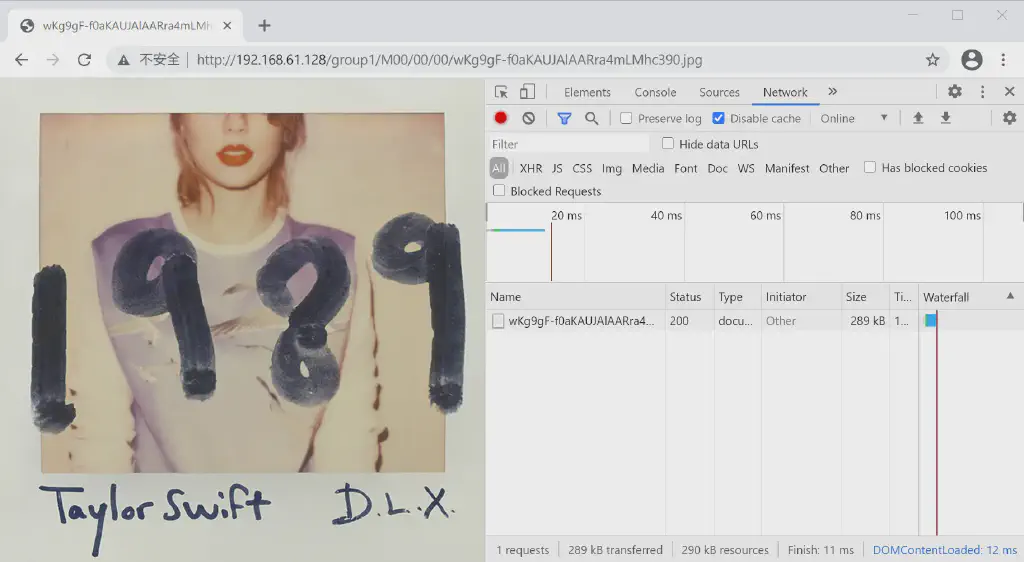 wKg9gF-f0aKAUJAlAARra4mLMh
不安全 http://192.168.61.128/group1/M00/00/00/wKg9gF-f0aKAUJAlAARra4mLMhc390.jpg
Elements Console Sources Network
Preserve log Disable cache Online
Filter Hide data URLs
All XHR JS CSS Img Media Font Doc WS Manifest Other Has blocked cookies
Blocked Requests
20 ms 40 ms 60 ms 80 ms 100 ms
Name Status Type Initiator Size Ti... Waterfall
wKg9gF-f0aKAUJAlAARra4... 200 docu... Other 289 kB 1...
1989
Taylor Swift D.L.X.
1 requests 289 kB transferred 290 kB resources Finish: 11 ms DOMContentLoaded: 12 ms